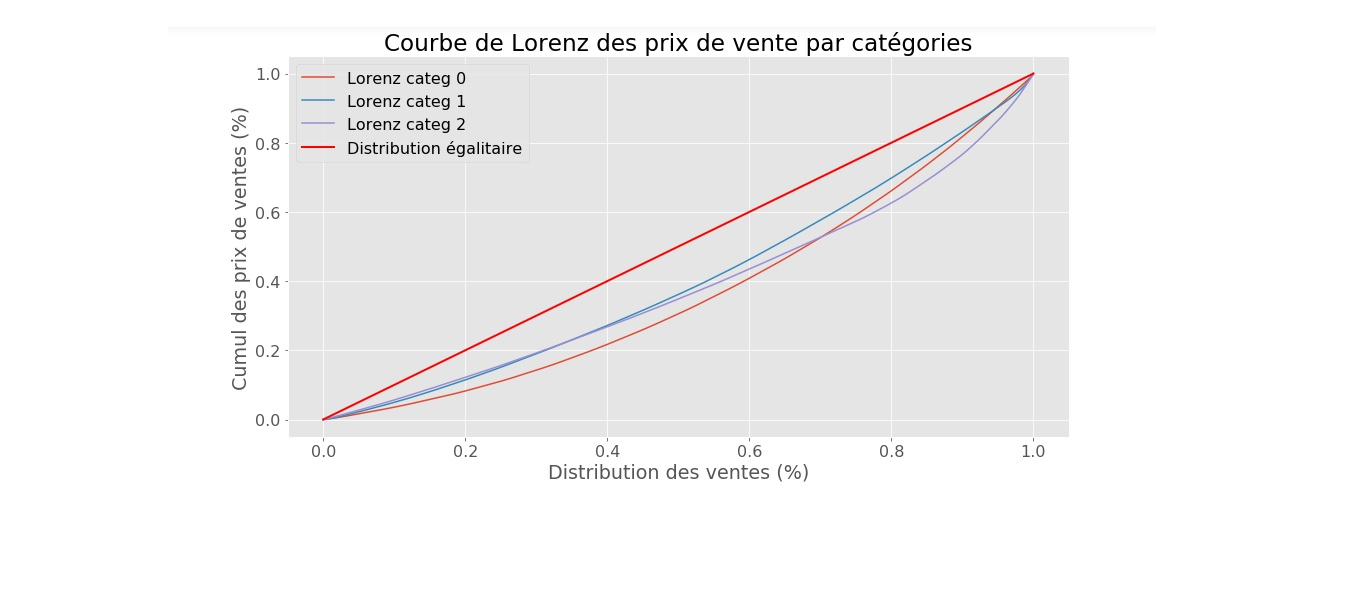 Courbe de Lorenz des prix de vente par catégories
Lorenz categ 0
Lorenz categ 1
Lorenz categ 2
Distribution égalitaire
Cumul des prix de ventes (%)
1.0
0.8
0.6
0.4
0.2
0.0
0.0 0.2 0.4 0.6 0.8 1.0
Distribution des ventes (%)